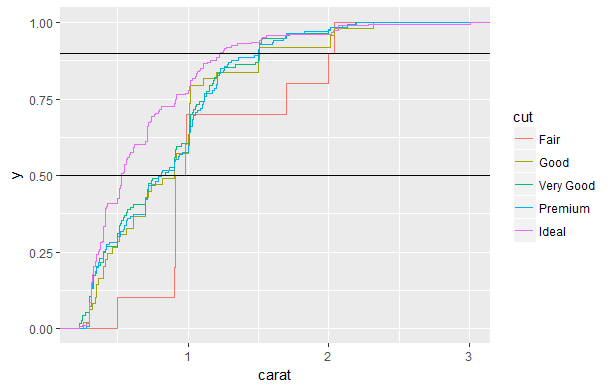 1.00
0.75
0.50
0.25
0.00
y
1
2
3
carat
cut
Fair
Good
Very Good
Premium
Ideal